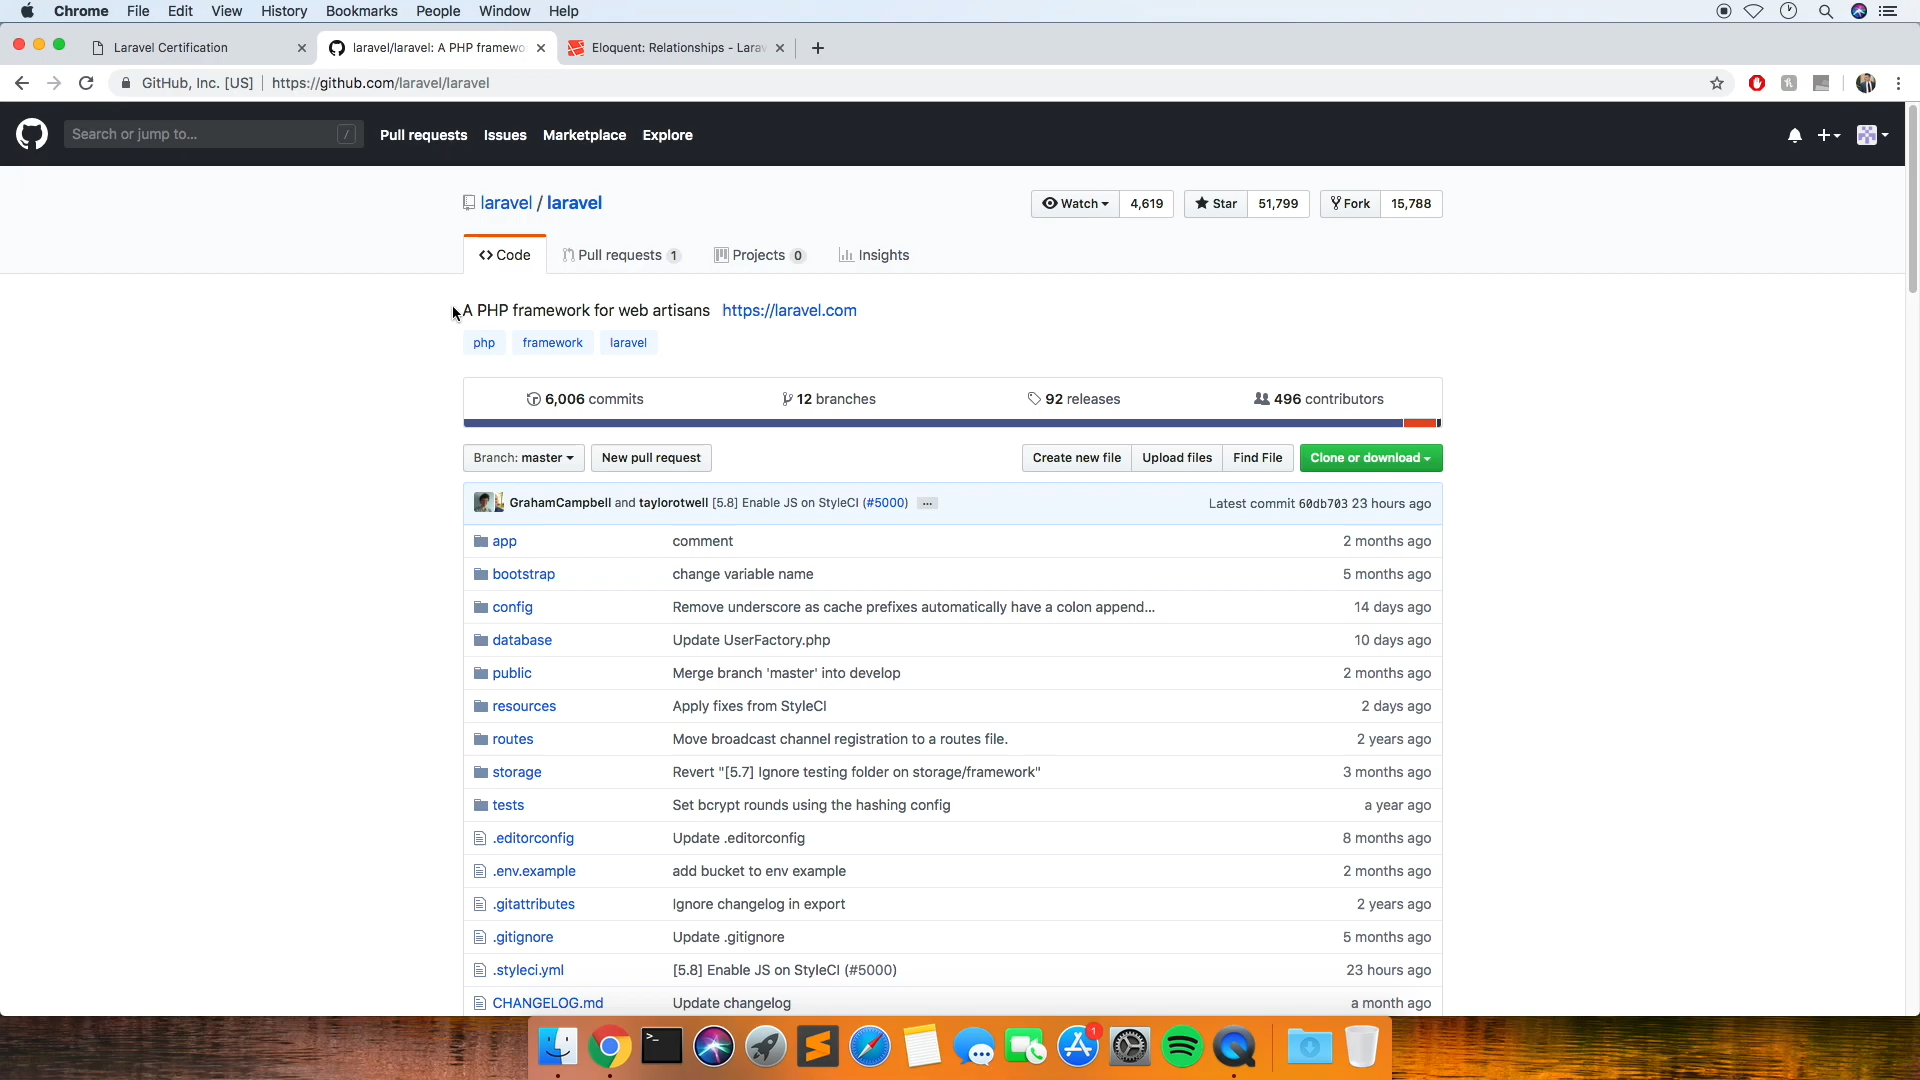 Chrome File Edit View History Bookmarks People Window Help
Laravel Certification
laravel/laravel: A PHP framewo
Eloquent: Relationships - Larav
GitHub, Inc. [US] https://github.com/laravel/laravel
Search or jump to... /
Pull requests Issues Marketplace Explore
laravel / laravel
Watch 4,619 Star 51,799 Fork 15,788
Code Pull requests 1 Projects 0 Insights
A PHP framework for web artisans https://laravel.com
php framework laravel
6,006 commits 12 branches 92 releases 496 contributors
Branch: master New pull request Create new file Upload files Find File Clone or download
GrahamCampbell and taylorotwell [5.8] Enable JS on StyleCI (#5000) ... Latest commit 60db703 23 hours ago
app comment 2 months ago
bootstrap change variable name 5 months ago
config Remove underscore as cache prefixes automatically have a colon append... 14 days ago
database Update UserFactory.php 10 days ago
public Merge branch 'master' into develop 2 months ago
resources Apply fixes from StyleCI 2 days ago
routes Move broadcast channel registration to a routes file. 2 years ago
storage Revert "[5.7] Ignore testing folder on storage/framework" 3 months ago
tests Set bcrypt rounds using the hashing config a year ago
.editorconfig Update .editorconfig 8 months ago
.env.example add bucket to env example 2 months ago
.gitattributes Ignore changelog in export 2 years ago
.gitignore Update .gitignore 5 months ago
.styleci.yml [5.8] Enable JS on StyleCI (#5000) 23 hours ago
CHANGELOG.md Update changelog a month ago
1